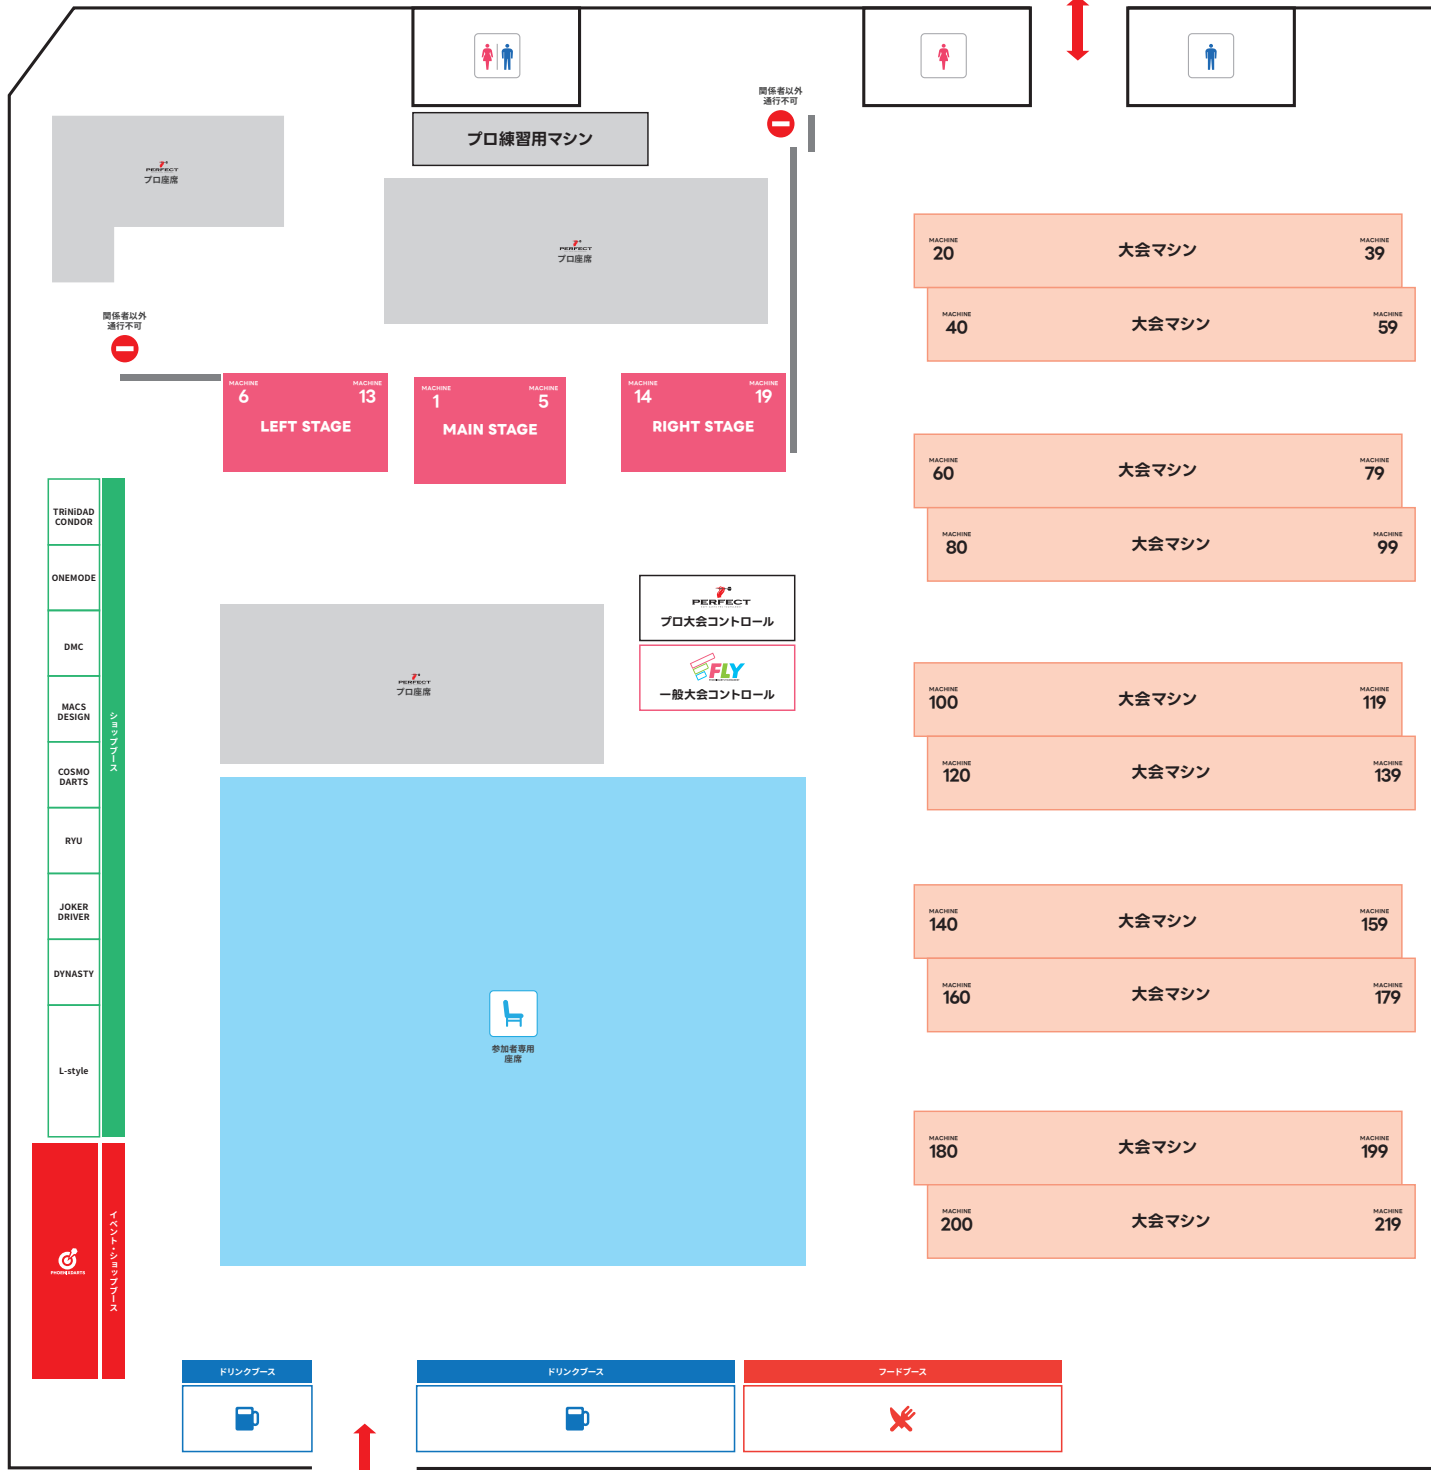 関係者以外
通行不可
プロ練習用マシン
PERFECT
プロ座席
PERFECT
プロ座席
関係者以外
通行不可
MACHINE
6
MACHINE
13
LEFT STAGE
MACHINE
1
MACHINE
5
MAIN STAGE
MACHINE
14
MACHINE
19
RIGHT STAGE
MACHINE
20
大会マシン
MACHINE
39
MACHINE
40
大会マシン
MACHINE
59
MACHINE
60
大会マシン
MACHINE
79
MACHINE
80
大会マシン
MACHINE
99
MACHINE
100
大会マシン
MACHINE
119
MACHINE
120
大会マシン
MACHINE
139
MACHINE
140
大会マシン
MACHINE
159
MACHINE
160
大会マシン
MACHINE
179
MACHINE
180
大会マシン
MACHINE
199
MACHINE
200
大会マシン
MACHINE
219
TRiNiDAD
CONDOR
ONEMODE
DMC
MACS
DESIGN
COSMO
DARTS
RYU
JOKER
DRIVER
DYNASTY
L-style
ショップブース
PERFECT
プロ大会コントロール
FLY
一般大会コントロール
PERFECT
プロ座席
参加者専用
座席
PHOENIXDARTS
イベント・ショップブース
ドリンクブース
ドリンクブース
フードブース